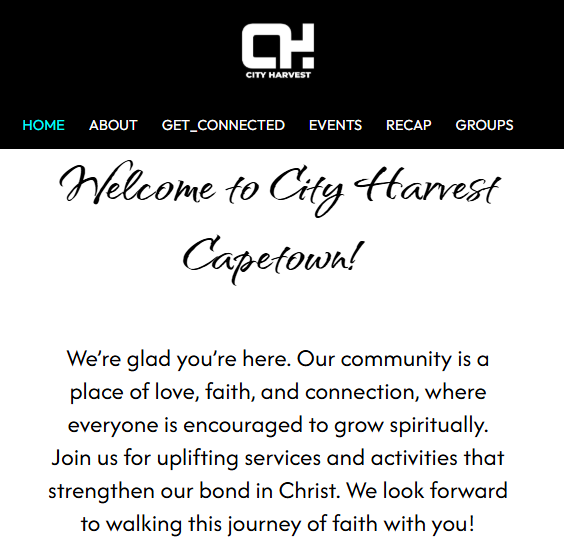 CH.
CITY HARVEST
HOME ABOUT GET_CONNECTED EVENTS RECAP GROUPS
Welcome to City Harvest
Capetown!
We’re glad you’re here. Our community is a
place of love, faith, and connection, where
everyone is encouraged to grow spiritually.
Join us for uplifting services and activities that
strengthen our bond in Christ. We look forward
to walking this journey of faith with you!